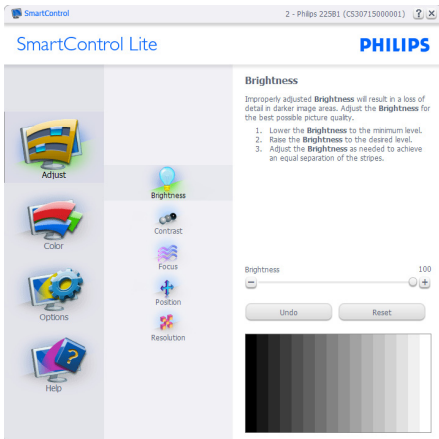 SmartControl
2 - Philips 225B1 (CS30715000001)
SmartControl Lite
PHILIPS
Adjust
Color
Options
Help
Brightness
Contrast
Focus
Position
Resolution
Brightness
Improperly adjusted Brightness will result in a loss of
detail in darker image areas. Adjust the Brightness for
the best possible picture quality.
1. Lower the Brightness to the minimum level.
2. Raise the Brightness to the desired level.
3. Adjust the Brightness as needed to achieve
an equal separation of the stripes.
Brightness 100
Undo Reset